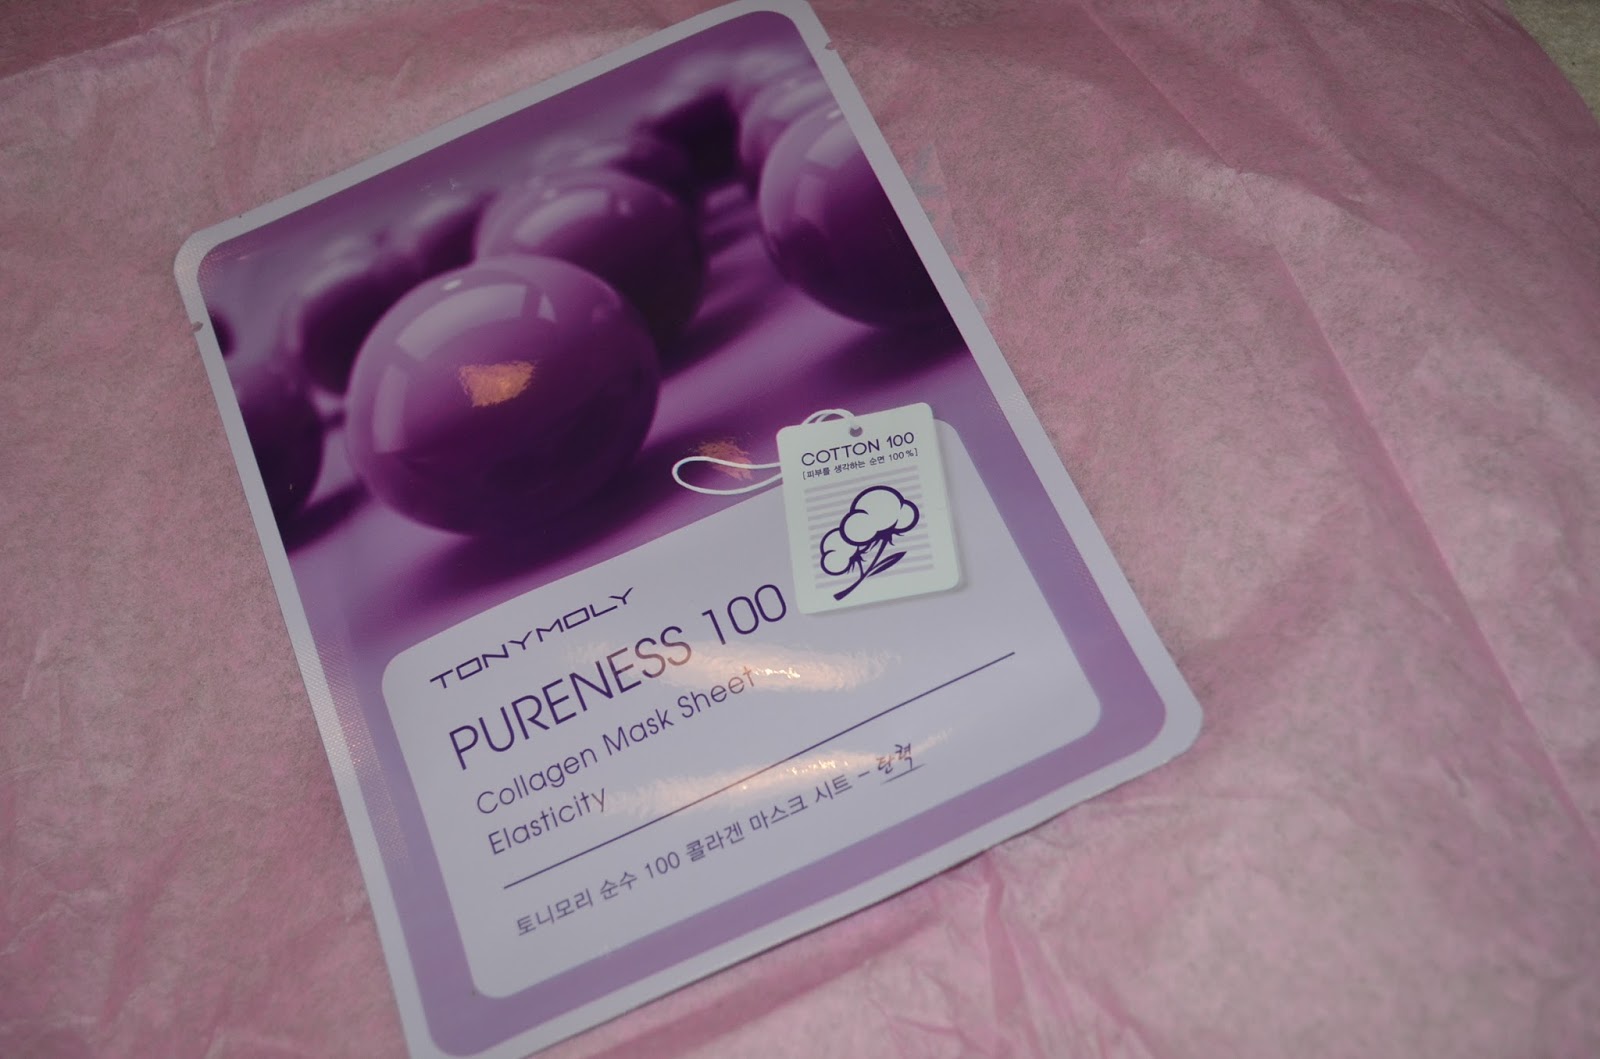 COTTON 100
[피부를 생각하는 순면 100%]
TONYMOLY
PURENESS 100
Collagen Mask Sheet
Elasticity
토니모리 순수 100 콜라겐 마스크 시트 - 탄력